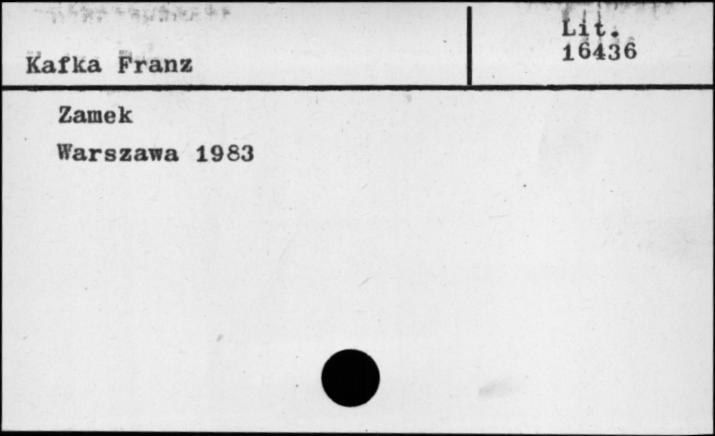 Lit.
16436
Kafka Franz
Zamek
Warszawa 1983